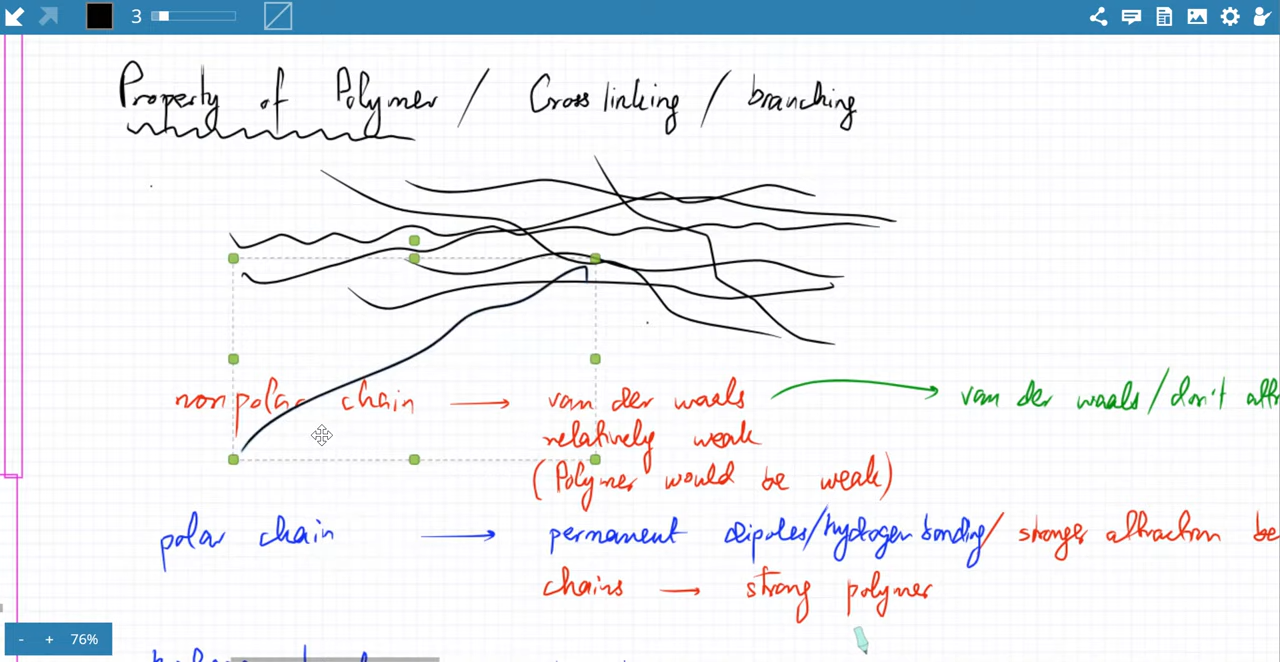 3
Property of Polymer / Cross linking / branching
non polar chain → van der waals → van der waals / don't
relatively weak
(Polymer would be weak)
polar chain → permanent dipoles/hydrogen bonding/ stronger attraction be
chains → strong polymer
- + 76%